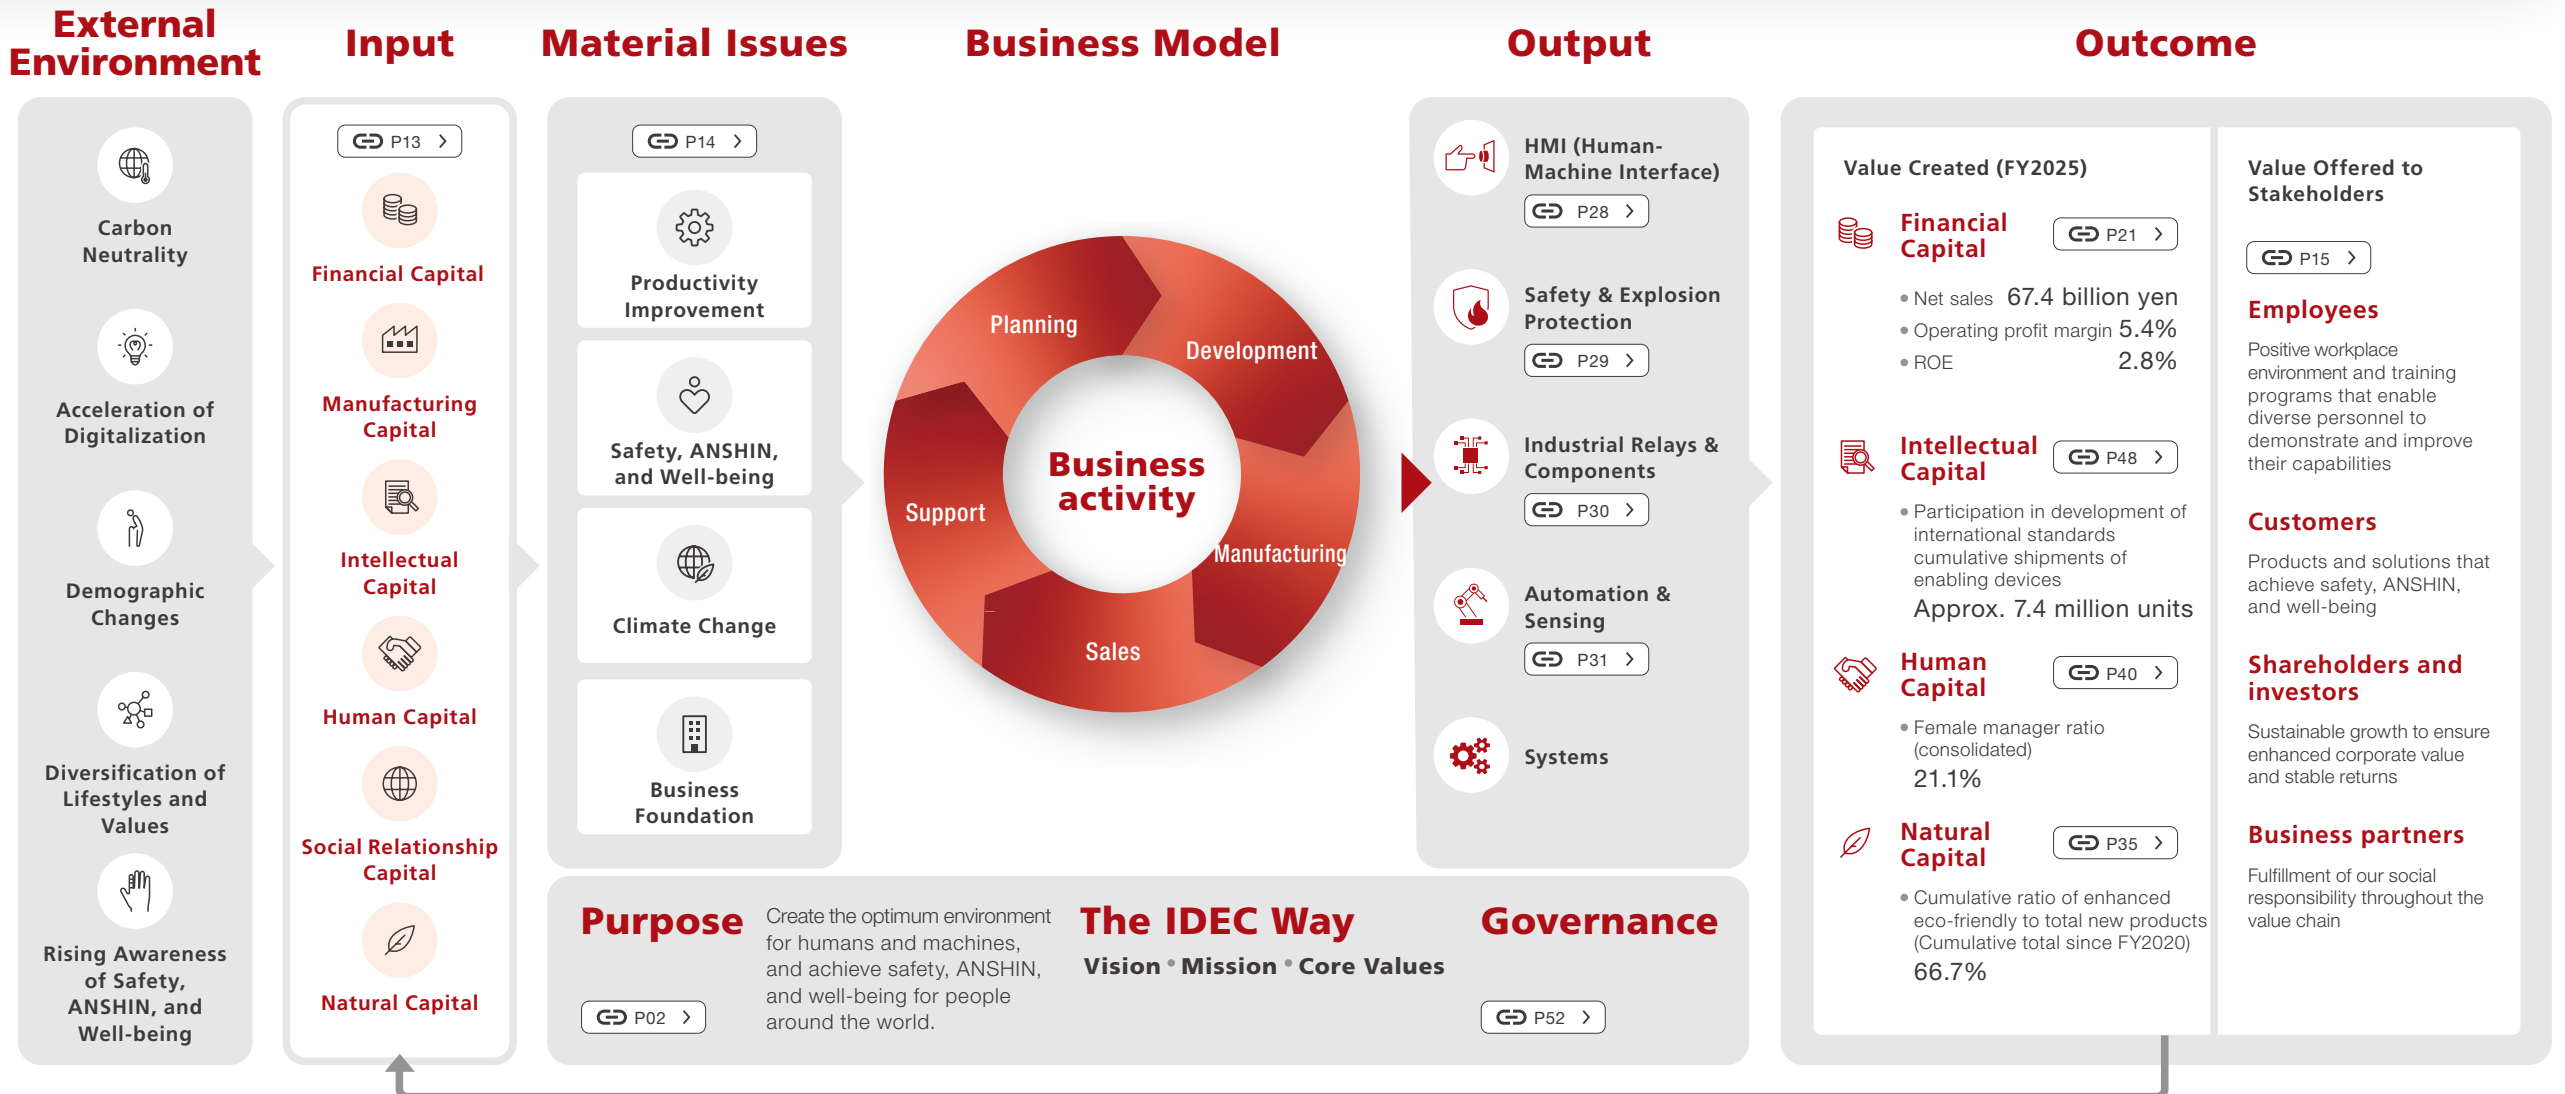 External
Environment
Carbon
Neutrality
Acceleration of
Digitalization
Demographic
Changes
Diversification of
Lifestyles and
Values
Rising Awareness
of Safety,
ANSHIN, and
Well-being
Input
P13
Financial Capital
Manufacturing
Capital
Intellectual
Capital
Human Capital
Social Relationship
Capital
Natural Capital
Material Issues
P14
Productivity
Improvement
Safety, ANSHIN,
and Well-being
Climate Change
Business
Foundation
Business Model
Planning
Development
Manufacturing
Sales
Support
Business
activity
Output
HMI (Human-
Machine Interface)
P28
Safety & Explosion
Protection
P29
Industrial Relays &
Components
P30
Automation &
Sensing
P31
Systems
Purpose
P02
Create the optimum environment
for humans and machines,
and achieve safety, ANSHIN,
and well-being for people
around the world.
The IDEC Way
Vision • Mission • Core Values
Governance
P52
Outcome
Value Created (FY2025)
Financial
Capital
P21
• Net sales 67.4 billion yen
• Operating profit margin 5.4%
• ROE 2.8%
Intellectual
Capital
P48
• Participation in development of
international standards
cumulative shipments of
enabling devices
Approx. 7.4 million units
Human
Capital
P40
• Female manager ratio
(consolidated)
21.1%
Natural
Capital
P35
• Cumulative ratio of enhanced
eco-friendly to total new products
(Cumulative total since FY2020)
66.7%
Value Offered to
Stakeholders
P15
Employees
Positive workplace
environment and training
programs that enable
diverse personnel to
demonstrate and improve
their capabilities
Customers
Products and solutions that
achieve safety, ANSHIN,
and well-being
Shareholders and
investors
Sustainable growth to ensure
enhanced corporate value
and stable returns
Business partners
Fulfillment of our social
responsibility throughout the
value chain